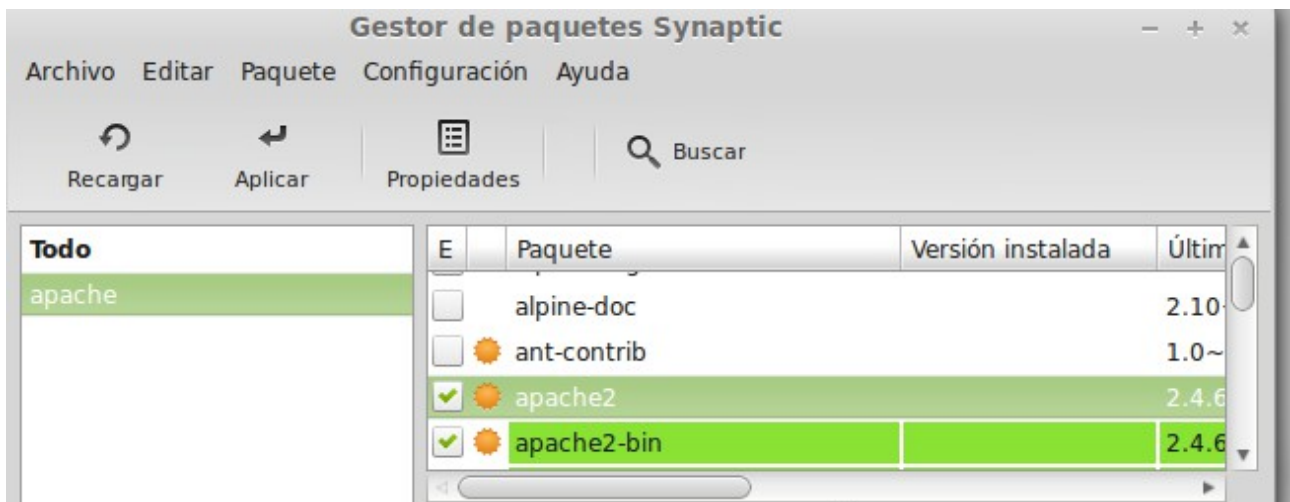 Gestor de paquetes Synaptic
Archivo Editar Paquete Configuración Ayuda
Recargar Aplicar Propiedades Buscar
Todo
apache
E Paquete Versión instalada Últim
alpine-doc 2.10
ant-contrib 1.0~
apache2 2.4.6
apache2-bin 2.4.6